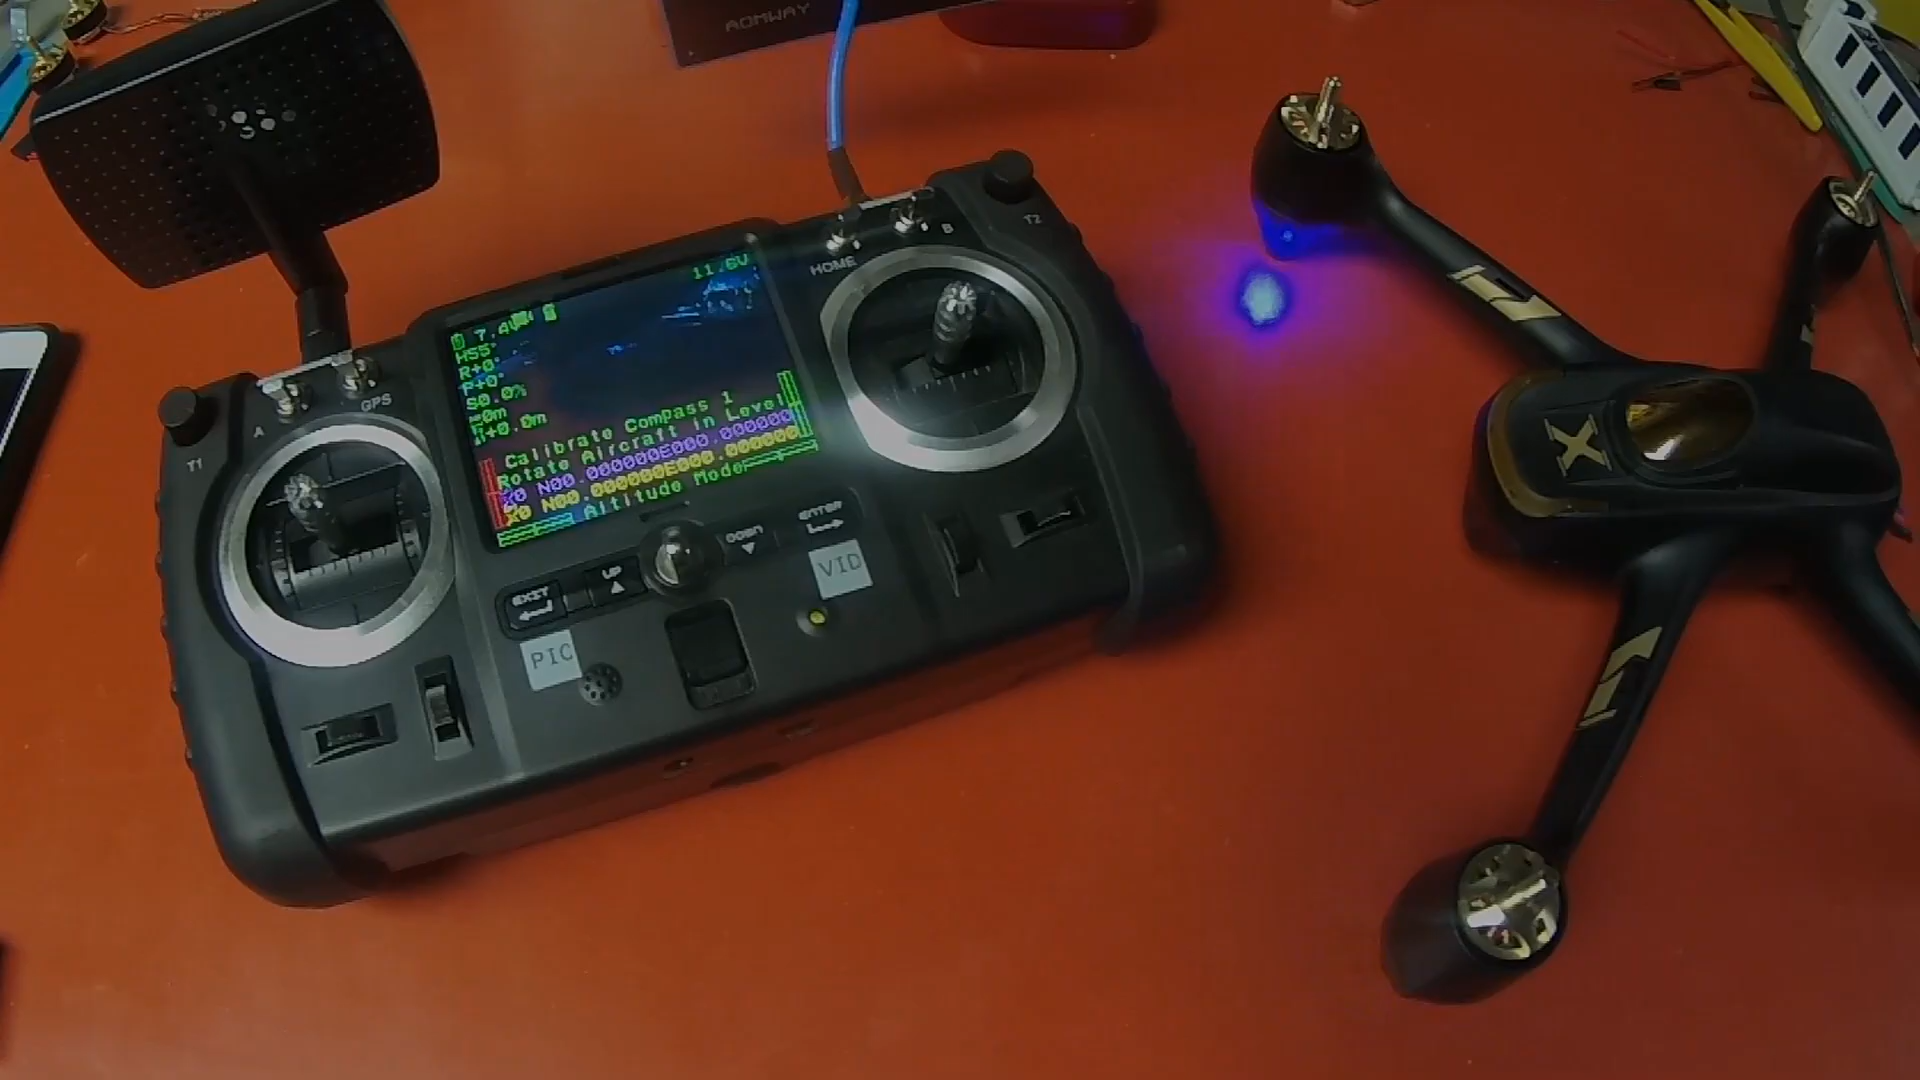 AOMWAY
T2
B
HOME
11.6V
7.4V
HS5°
R+0°
P+0°
S0.0%
=0m
H+0.0m
Calibrate Compass 1
Rotate Aircraft in Level
X0 N00.000000E000.000000
X0 N00.000000E000.000000
Altitude Mode
GPS
A
T1
X
ENTER
DOWN
UP
EXIT
VID
PIC